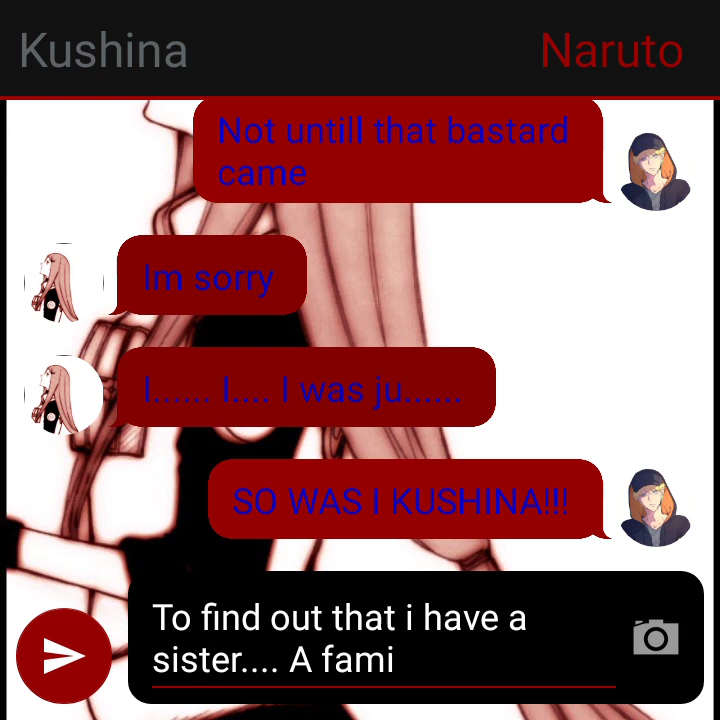 Kushina
Naruto
Not untill that bastard
came
Im sorry
I...... I.... I was ju......
SO WAS I KUSHINA!!!
To find out that i have a
sister.... A fami